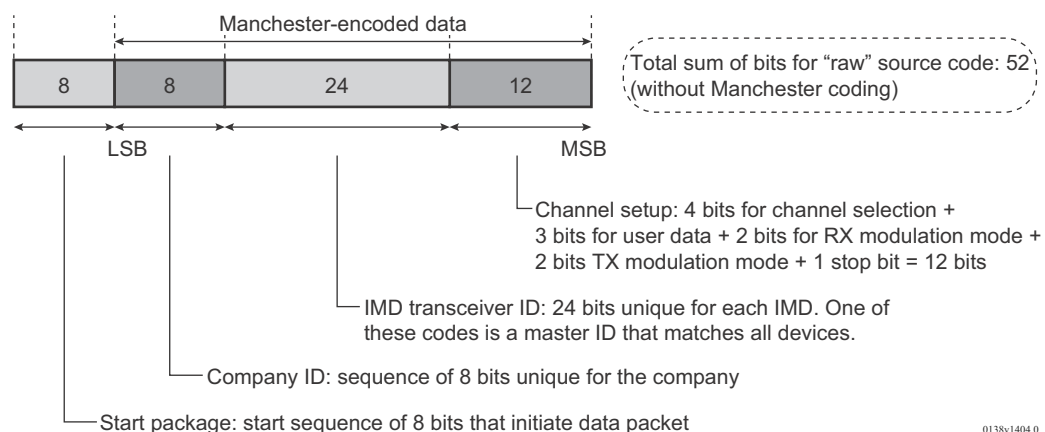 Manchester-encoded data
8 8 24 12
Total sum of bits for “raw” source code: 52
(without Manchester coding)
LSB MSB
Channel setup: 4 bits for channel selection +
3 bits for user data + 2 bits for RX modulation mode +
2 bits TX modulation mode + 1 stop bit = 12 bits
IMD transceiver ID: 24 bits unique for each IMD. One of
these codes is a master ID that matches all devices.
Company ID: sequence of 8 bits unique for the company
Start package: start sequence of 8 bits that initiate data packet
0138v1404.0